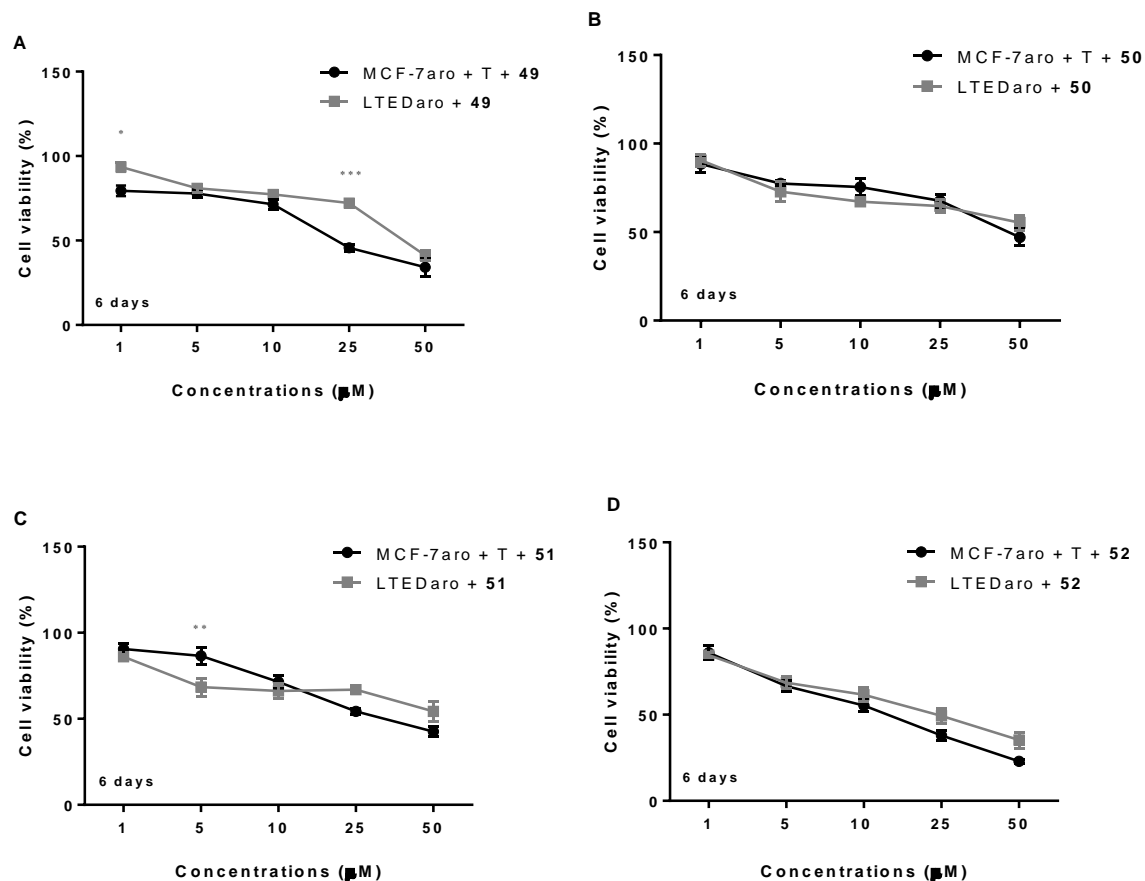 A
MCF-7aro + T + 49
LTEDaro + 49
Cell viability (%)
150
100
50
0
*
***
6 days
1 5 10 25 50
Concentrations (μM)
B
MCF-7aro + T + 50
LTEDaro + 50
Cell viability (%)
150
100
50
0
6 days
1 5 10 25 50
Concentrations (μM)
C
MCF-7aro + T + 51
LTEDaro + 51
Cell viability (%)
150
100
50
0
**
6 days
1 5 10 25 50
Concentrations (μM)
D
MCF-7aro + T + 52
LTEDaro + 52
Cell viability (%)
150
100
50
0
6 days
1 5 10 25 50
Concentrations (μM)